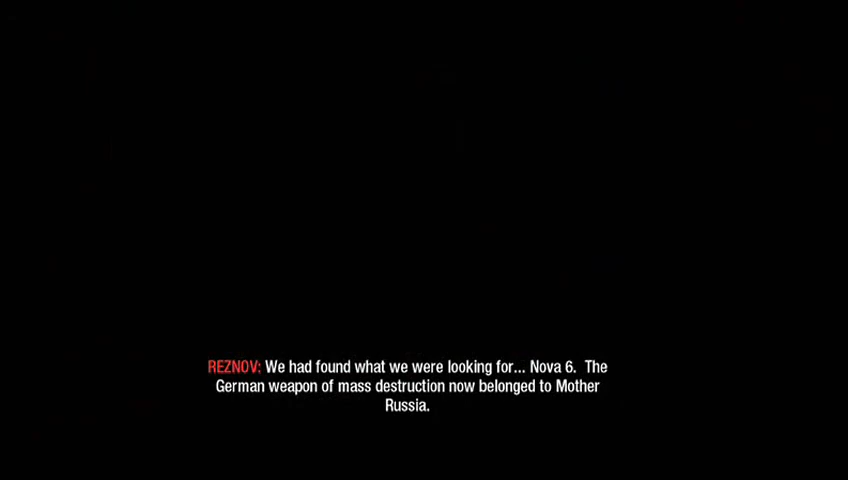 REZNOV: We had found what we were looking for... Nova 6.  The
German weapon of mass destruction now belonged to Mother
Russia.